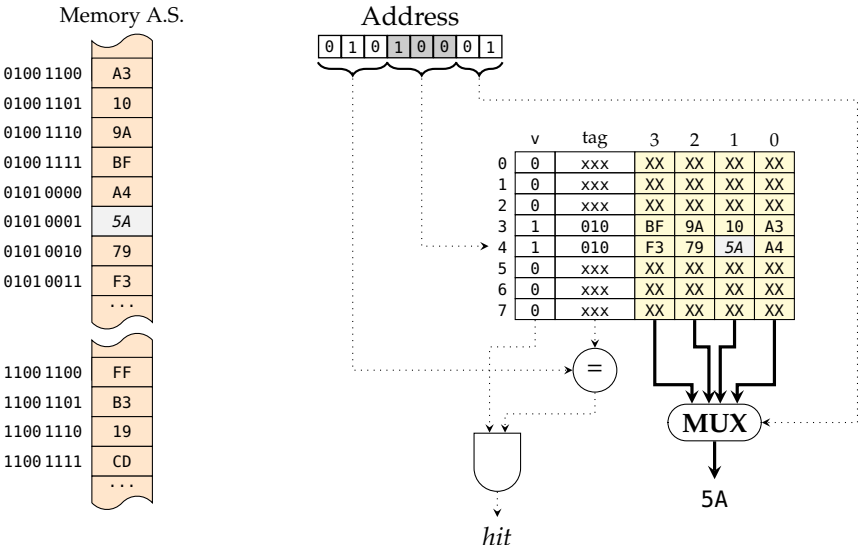 Memory A.S.
0100 1100 A3
0100 1101 10
0100 1110 9A
0100 1111 BF
0101 0000 A4
0101 0001 5A
0101 0010 79
0101 0011 F3
...
1100 1100 FF
1100 1101 B3
1100 1110 19
1100 1111 CD
...
Address
0 1 0 1 0 0 0 1
v tag 3 2 1 0
0 0 xxx XX XX XX XX
1 0 xxx XX XX XX XX
2 0 xxx XX XX XX XX
3 1 010 BF 9A 10 A3
4 1 010 F3 79 5A A4
5 0 xxx XX XX XX XX
6 0 xxx XX XX XX XX
7 0 xxx XX XX XX XX
=
MUX
5A
hit